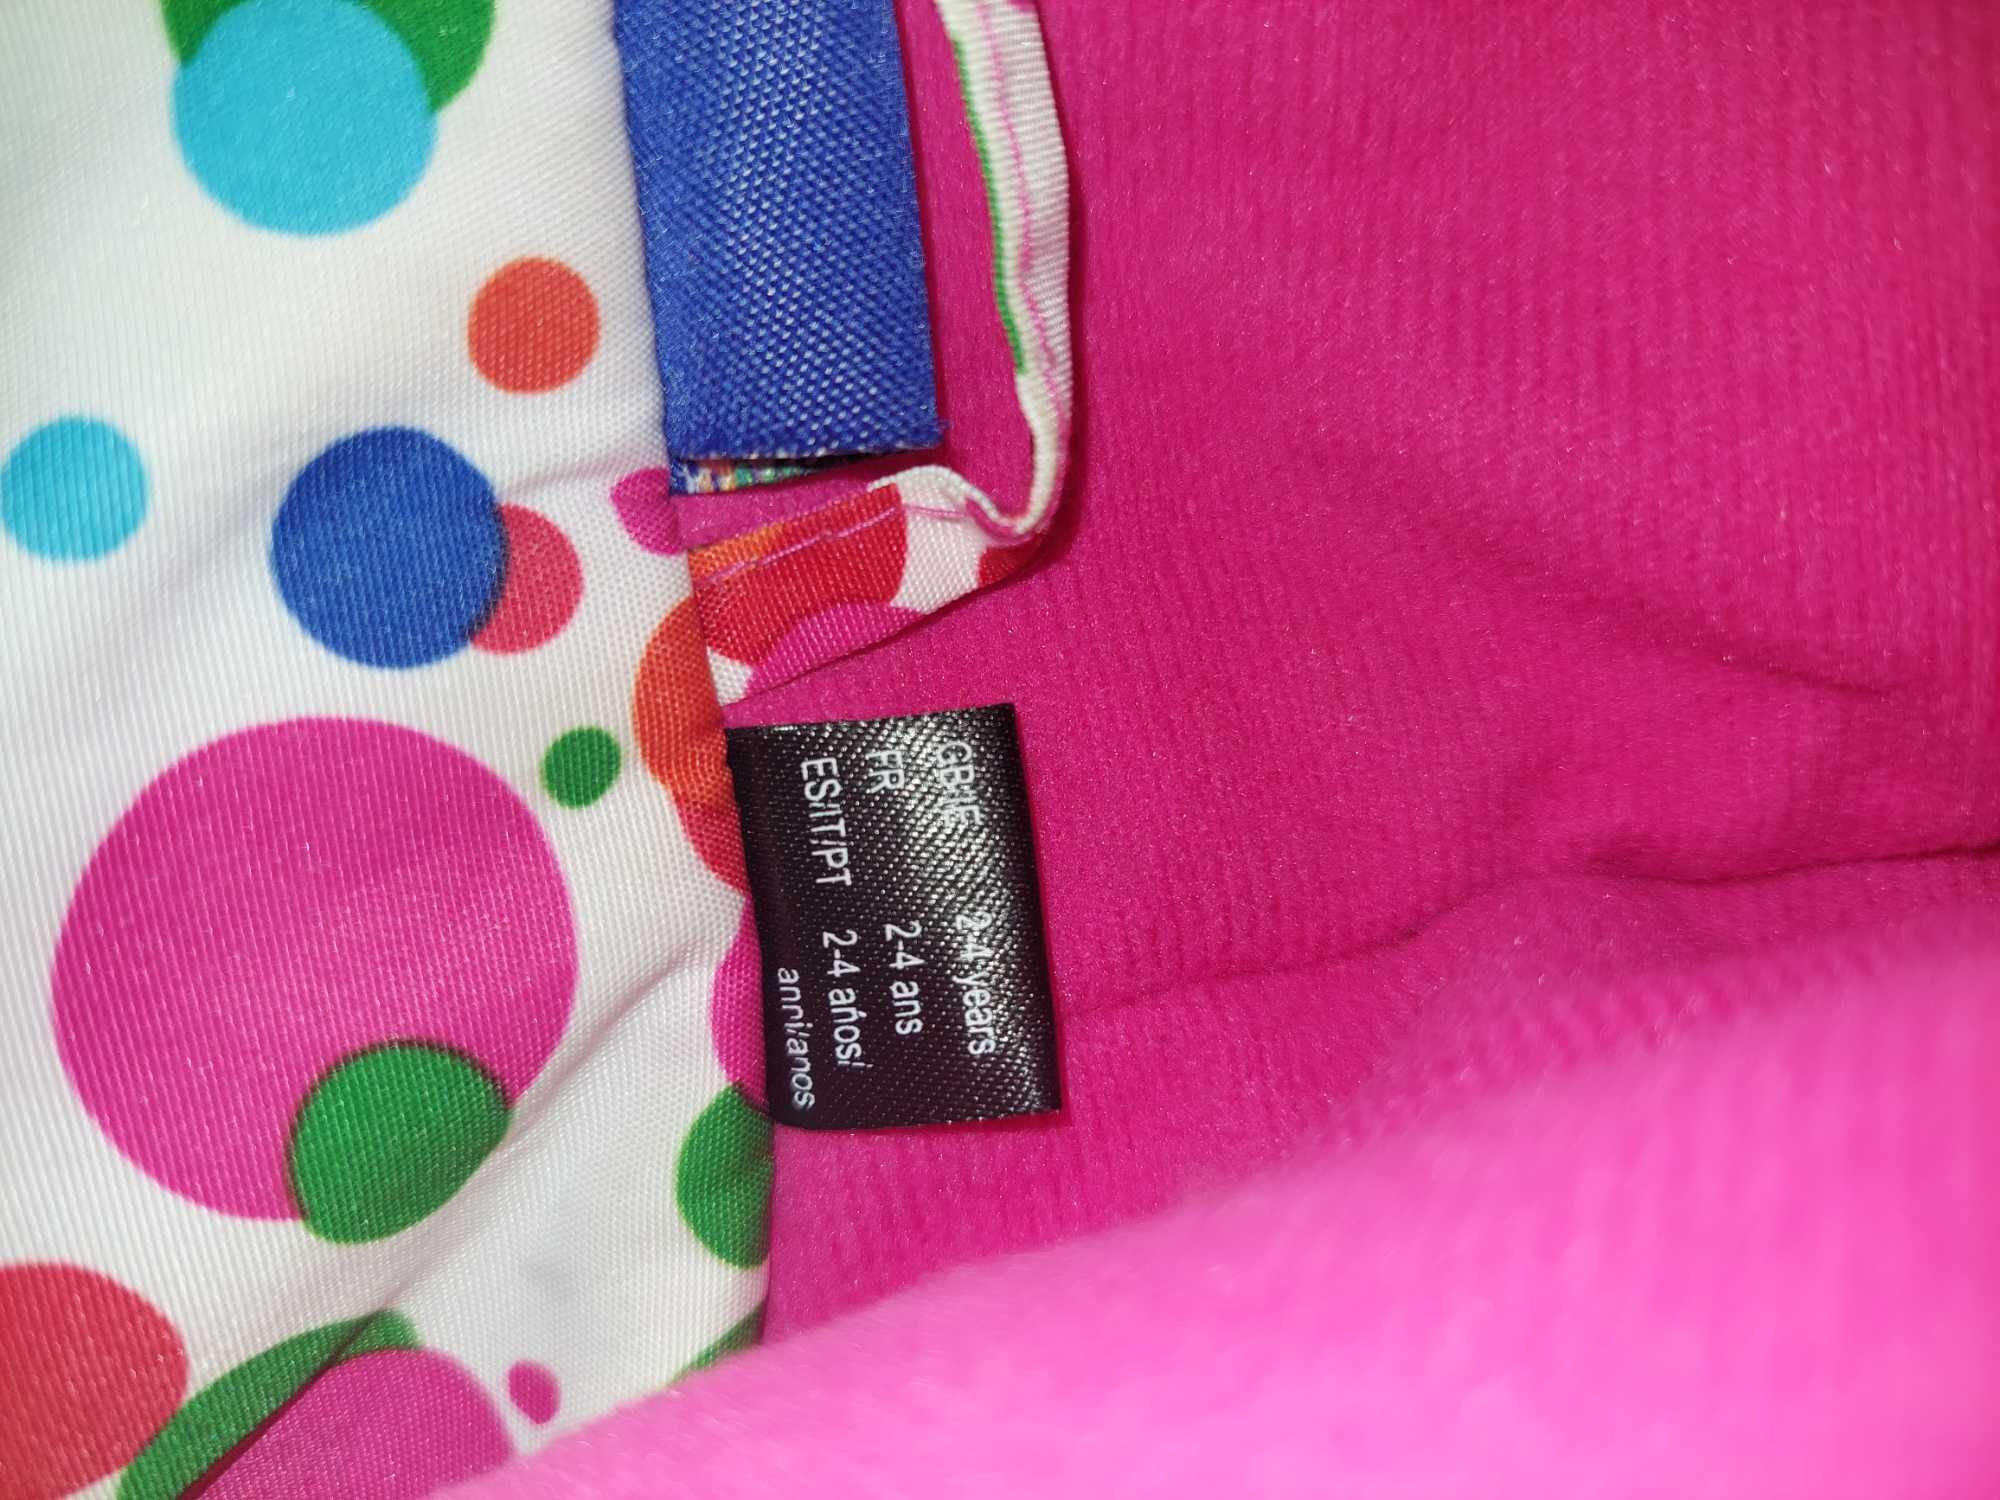 GB/IE 2-4 years
FR 2-4 ans
ES/IT/PT 2-4 años/
anni/anos